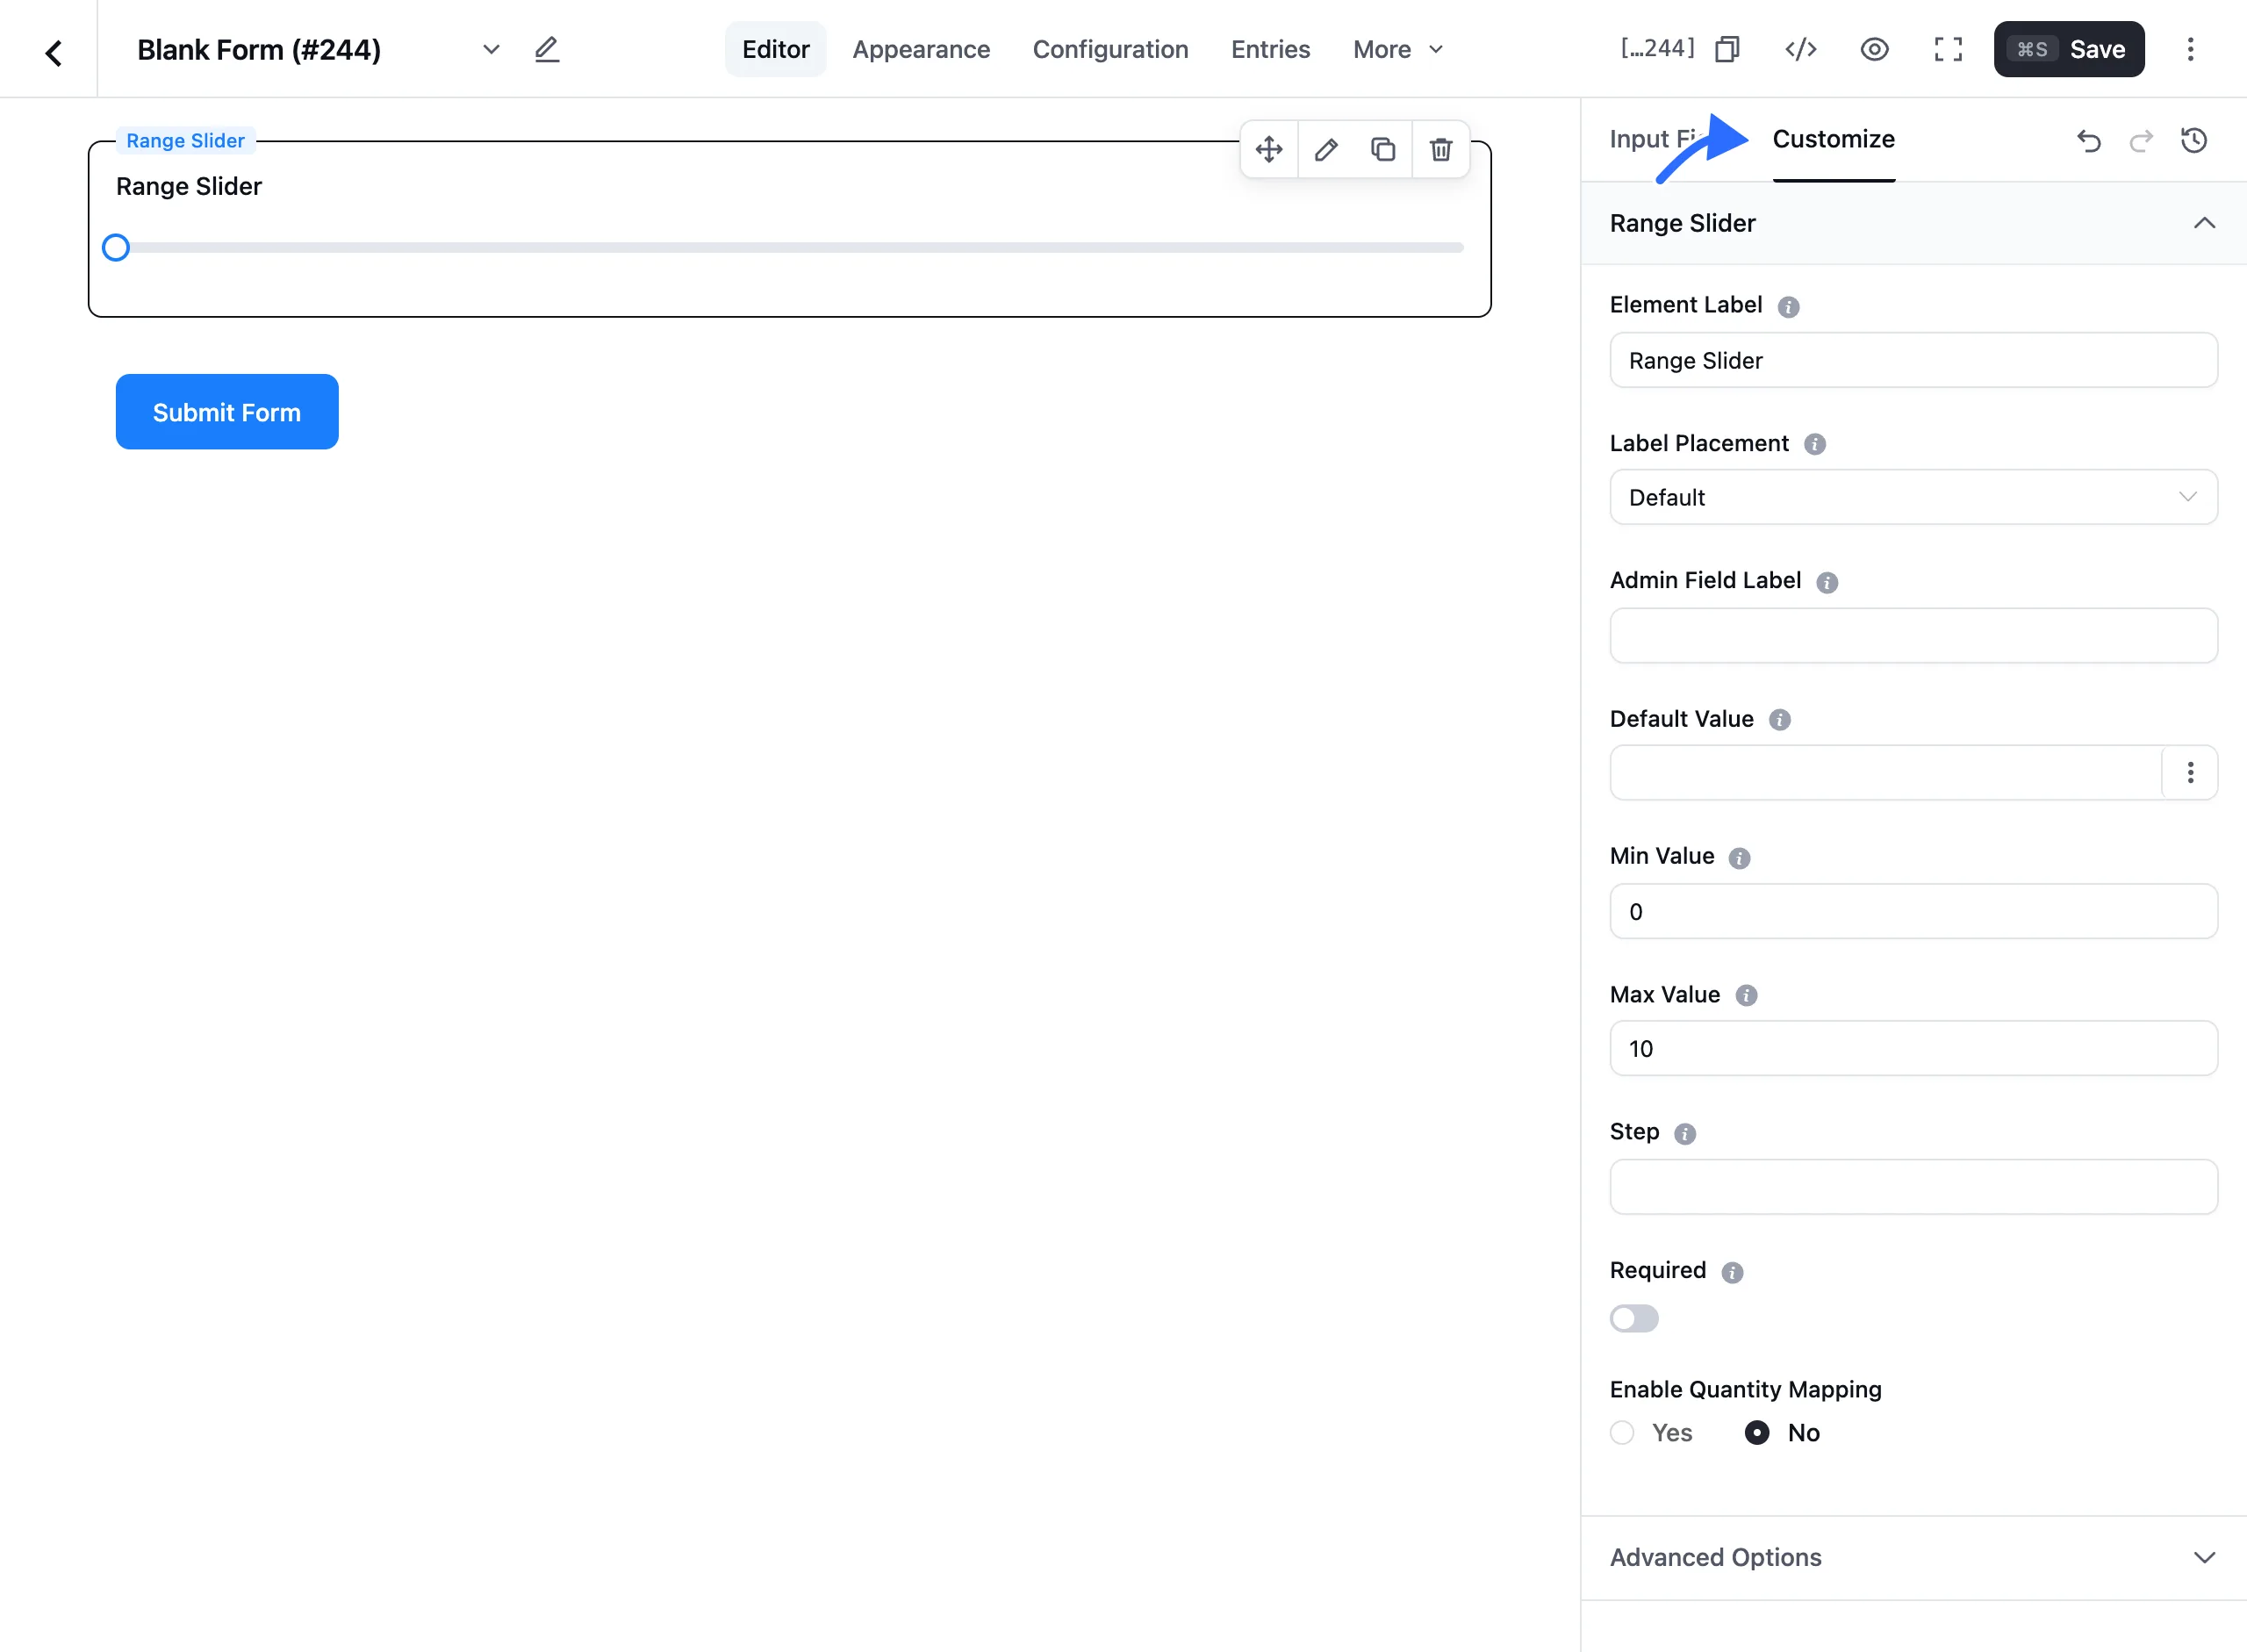 Blank Form (#244)
Editor
Appearance
Configuration
Entries
More
[...244]
</>
⌘S Save
Range Slider
Range Slider
Submit Form
Input
Customize
Range Slider
Element Label
Range Slider
Label Placement
Default
Admin Field Label
Default Value
Min Value
0
Max Value
10
Step
Required
Enable Quantity Mapping
Yes
No
Advanced Options